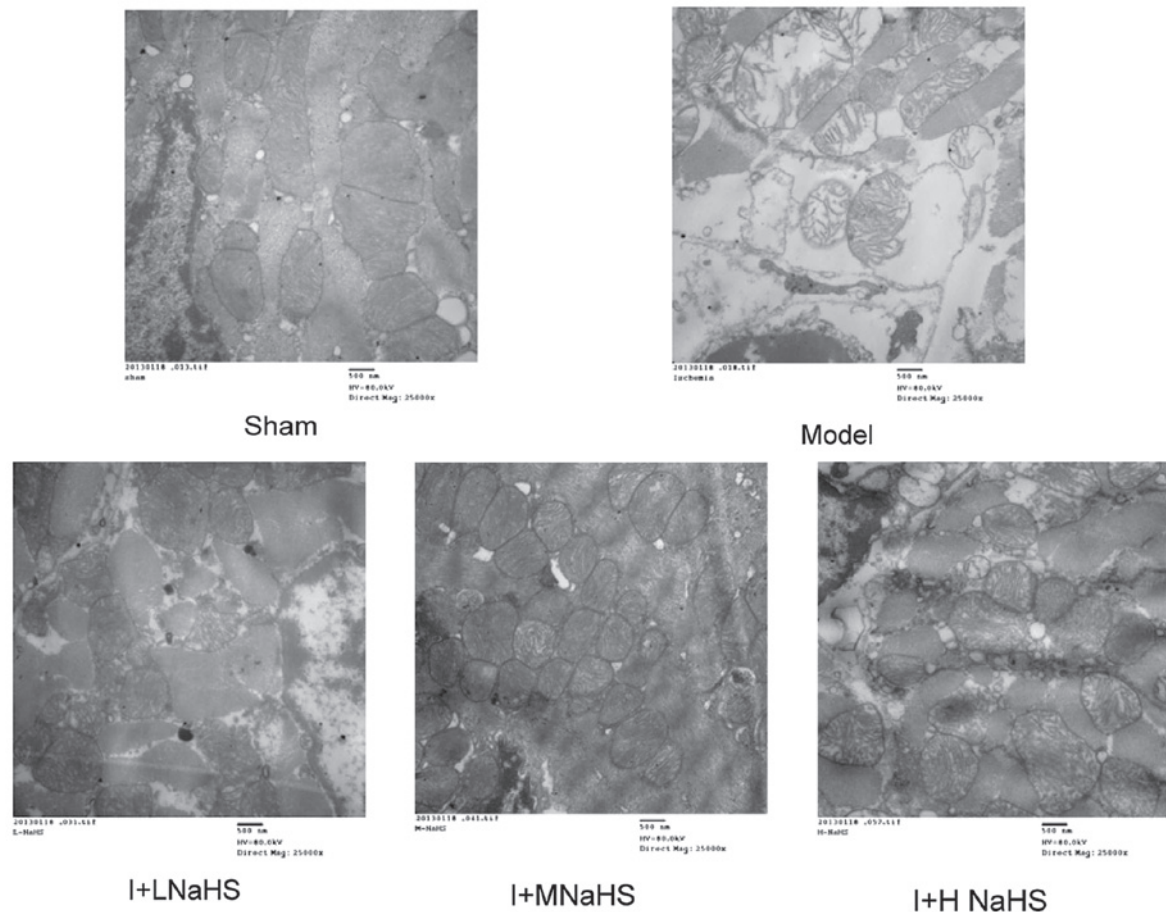 20130118 .013.tif
sham
500 nm
HV=80.0kV
Direct Mag: 25000x
Sham
20130118 .018.tif
Ischemia
500 nm
HV=80.0kV
Direct Mag: 25000x
Model
20130118 .031.tif
L-NaHS
500 nm
HV=80.0kV
Direct Mag: 25000x
I+LNaHS
20130118 .041.tif
M-NaHS
500 nm
HV=80.0kV
Direct Mag: 25000x
I+MNaHS
20130118 .057.tif
H-NaHS
500 nm
HV=80.0kV
Direct Mag: 25000x
I+H NaHS